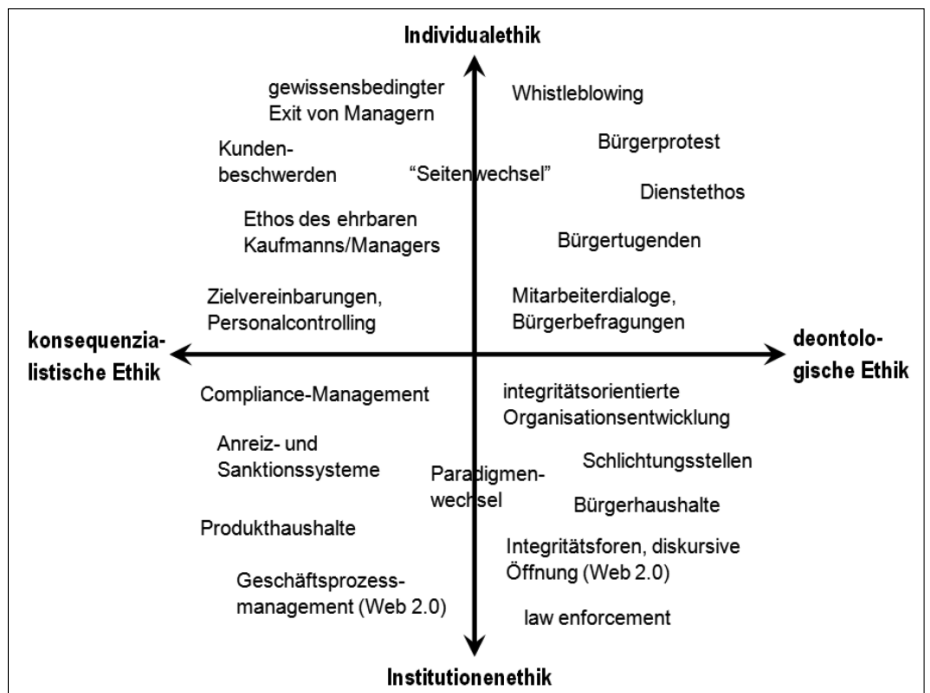 Individualethik
gewissensbedingter
Exit von Managern
Whistleblowing
Kunden-
beschwerden
Bürgerprotest
“Seitenwechsel”
Dienstethos
Ethos des ehrbaren
Kaufmanns/Managers
Bürgertugenden
Zielvereinbarungen,
Personalcontrolling
Mitarbeiterdialoge,
Bürgerbefragungen
konsequenzia-
listische Ethik
deontolo-
gische Ethik
Compliance-Management
integritätsorientierte
Organisationsentwicklung
Anreiz- und
Sanktionssysteme
Schlichtungsstellen
Paradigmen-
wechsel
Bürgerhaushalte
Produkthaushalte
Integritätsforen, diskursive
Öffnung (Web 2.0)
Geschäftsprozess-
management (Web 2.0)
law enforcement
Institutionenethik